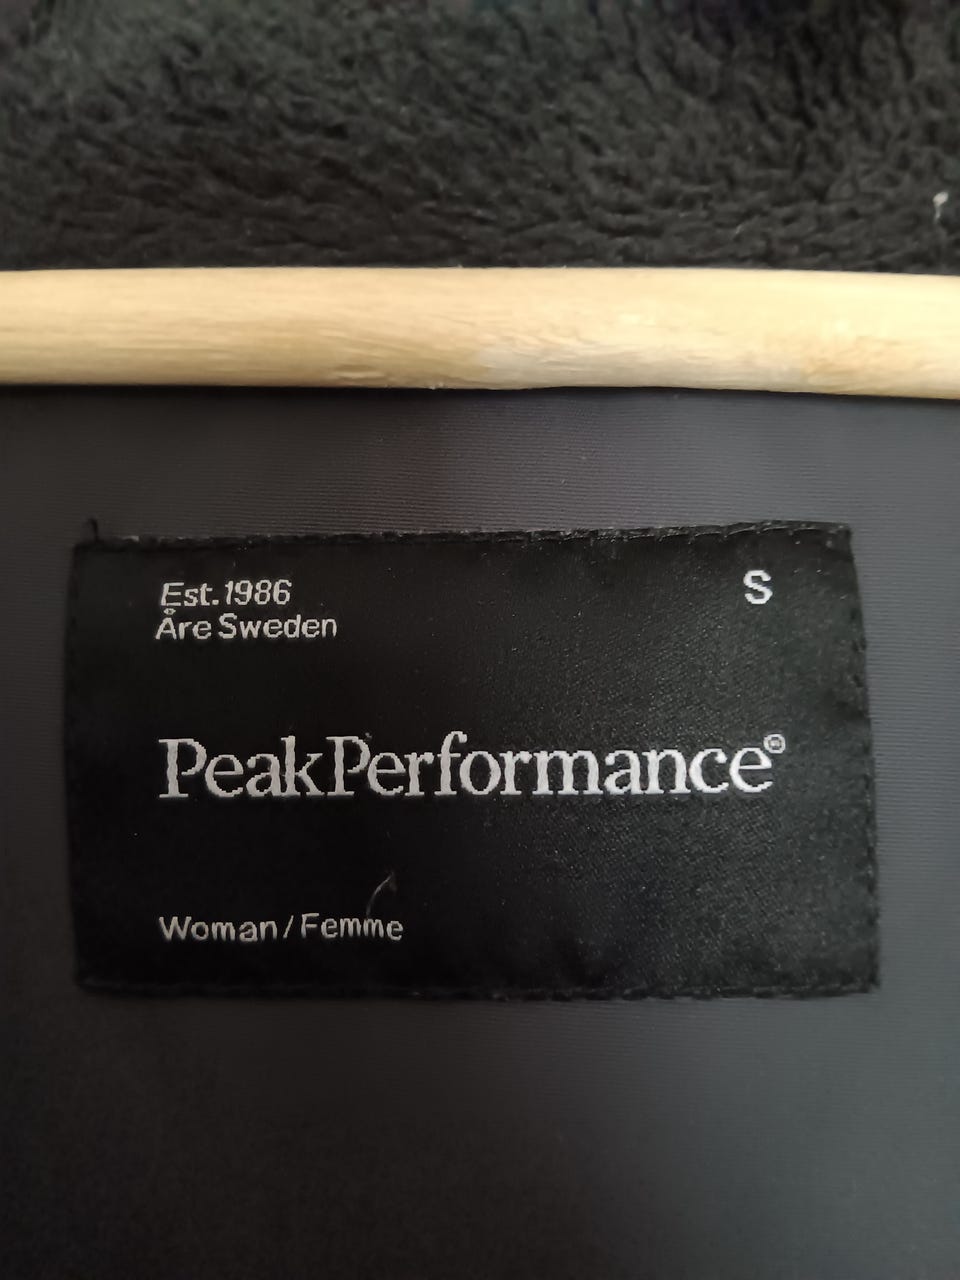 Est. 1986
Åre Sweden
S
PeakPerformance®
Woman / Femme